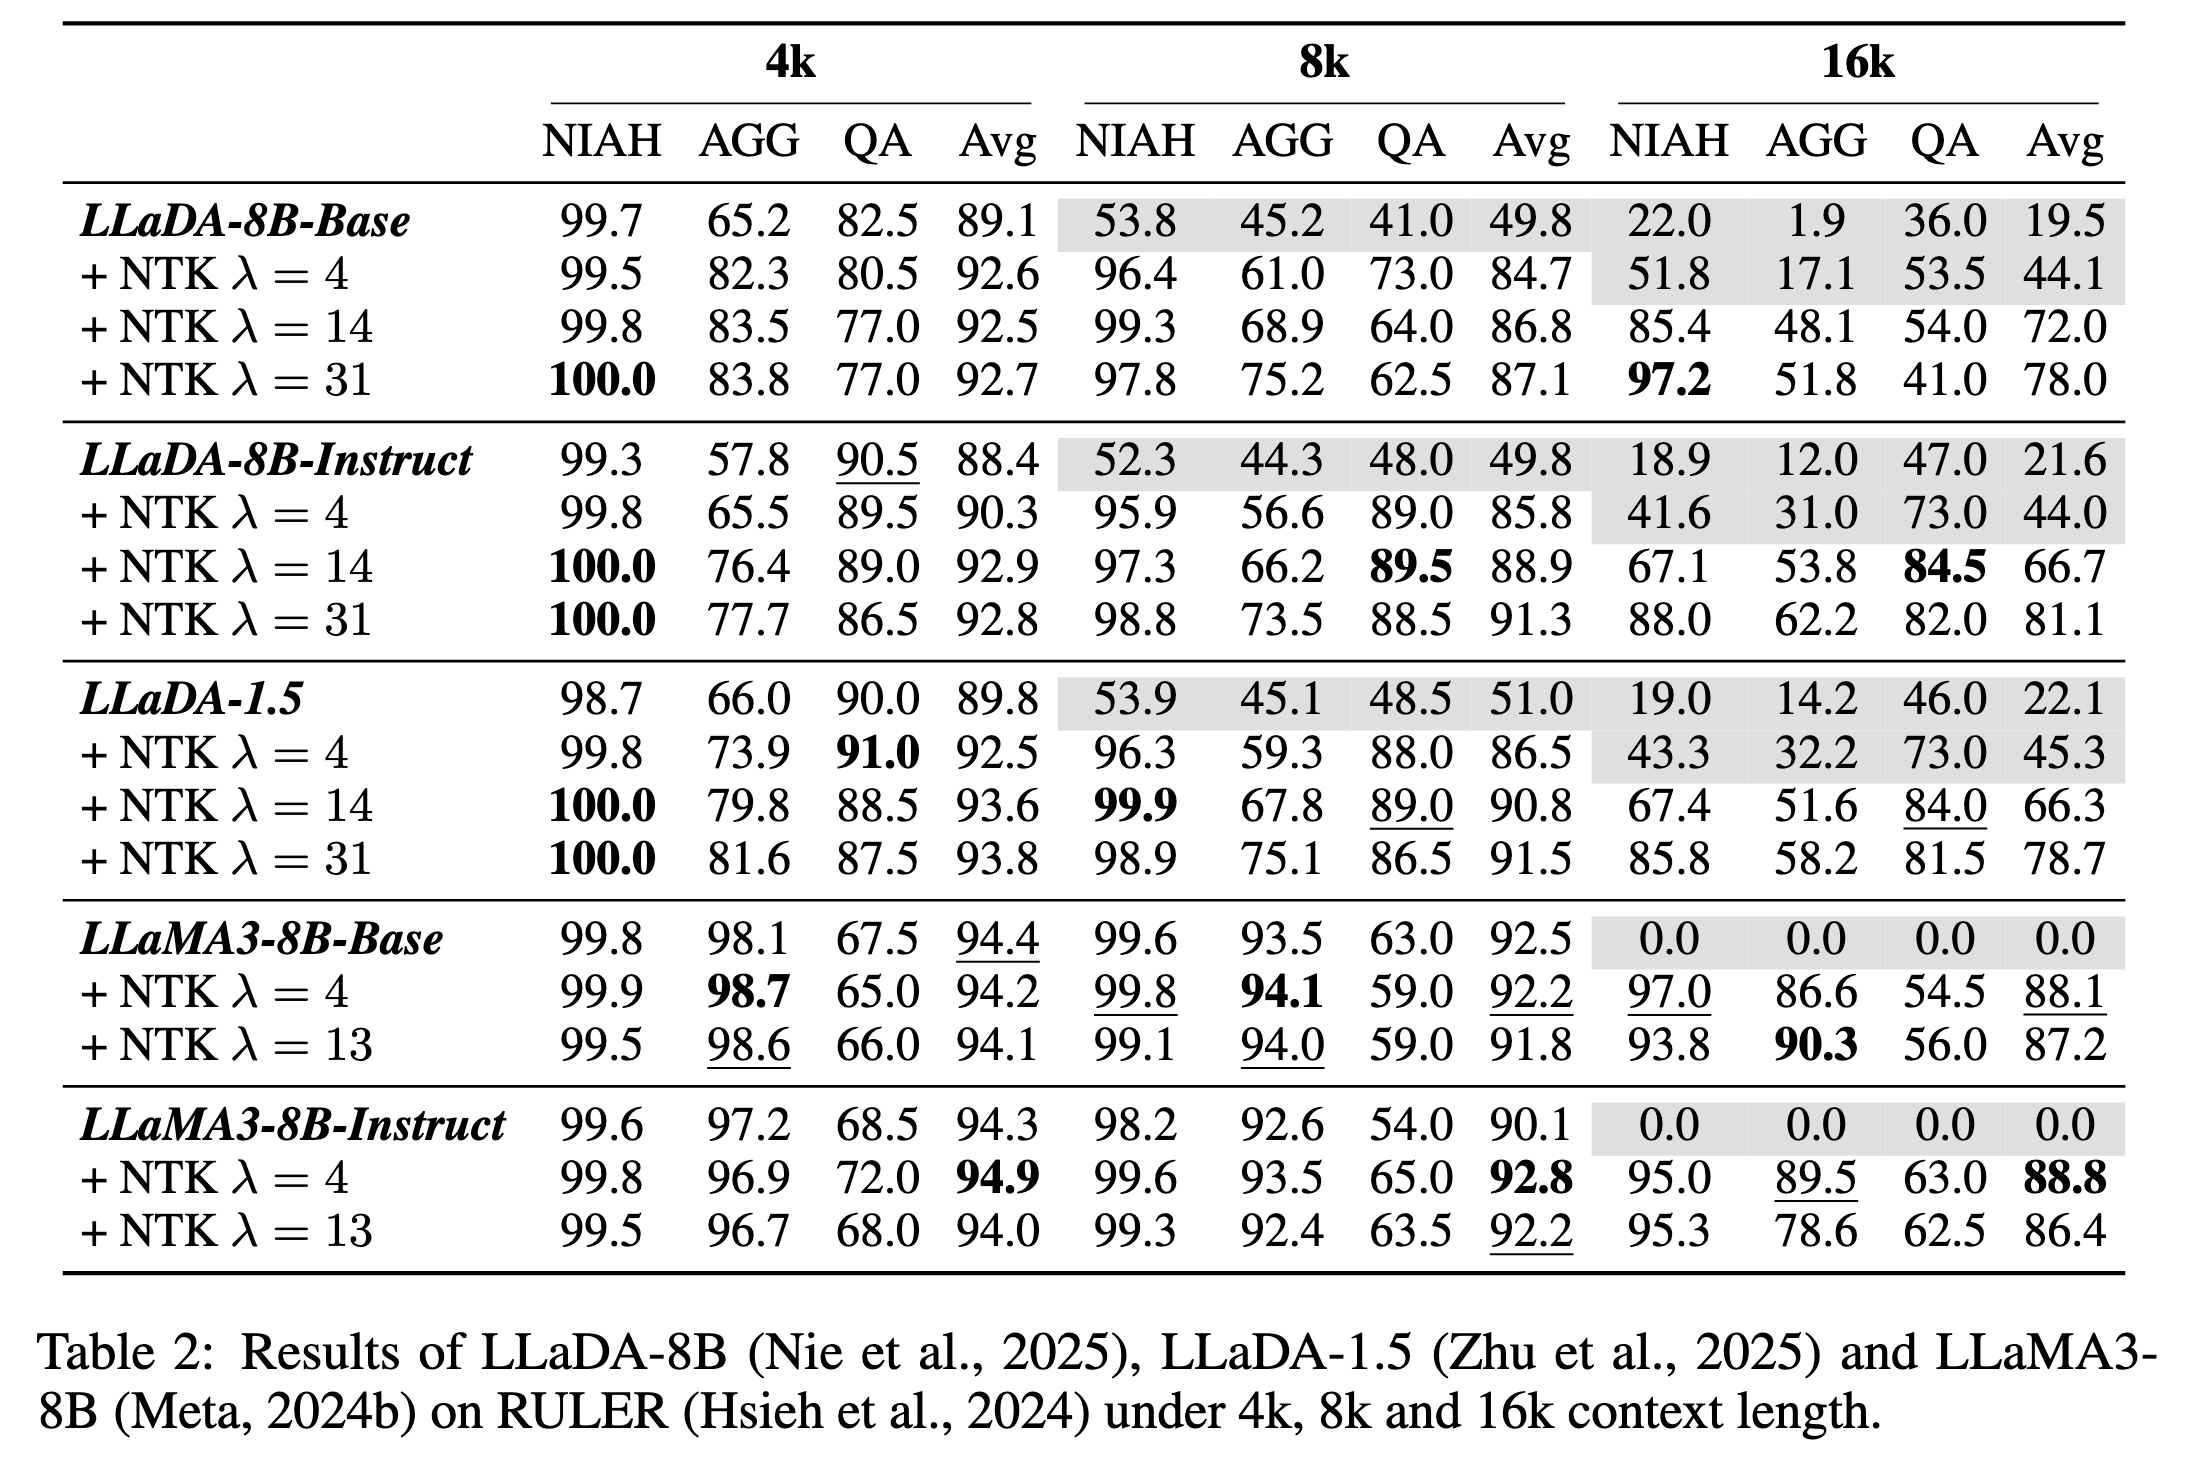 4k 8k 16k
NIAH AGG QA Avg NIAH AGG QA Avg NIAH AGG QA Avg
LLaDA-8B-Base 99.7 65.2 82.5 89.1 53.8 45.2 41.0 49.8 22.0 1.9 36.0 19.5
+ NTK λ = 4 99.5 82.3 80.5 92.6 96.4 61.0 73.0 84.7 51.8 17.1 53.5 44.1
+ NTK λ = 14 99.8 83.5 77.0 92.5 99.3 68.9 64.0 86.8 85.4 48.1 54.0 72.0
+ NTK λ = 31 100.0 83.8 77.0 92.7 97.8 75.2 62.5 87.1 97.2 51.8 41.0 78.0
LLaDA-8B-Instruct 99.3 57.8 90.5 88.4 52.3 44.3 48.0 49.8 18.9 12.0 47.0 21.6
+ NTK λ = 4 99.8 65.5 89.5 90.3 95.9 56.6 89.0 85.8 41.6 31.0 73.0 44.0
+ NTK λ = 14 100.0 76.4 89.0 92.9 97.3 66.2 89.5 88.9 67.1 53.8 84.5 66.7
+ NTK λ = 31 100.0 77.7 86.5 92.8 98.8 73.5 88.5 91.3 88.0 62.2 82.0 81.1
LLaDA-1.5 98.7 66.0 90.0 89.8 53.9 45.1 48.5 51.0 19.0 14.2 46.0 22.1
+ NTK λ = 4 99.8 73.9 91.0 92.5 96.3 59.3 88.0 86.5 43.3 32.2 73.0 45.3
+ NTK λ = 14 100.0 79.8 88.5 93.6 99.9 67.8 89.0 90.8 67.4 51.6 84.0 66.3
+ NTK λ = 31 100.0 81.6 87.5 93.8 98.9 75.1 86.5 91.5 85.8 58.2 81.5 78.7
LLaMA3-8B-Base 99.8 98.1 67.5 94.4 99.6 93.5 63.0 92.5 0.0 0.0 0.0 0.0
+ NTK λ = 4 99.9 98.7 65.0 94.2 99.8 94.1 59.0 92.2 97.0 86.6 54.5 88.1
+ NTK λ = 13 99.5 98.6 66.0 94.1 99.1 94.0 59.0 91.8 93.8 90.3 56.0 87.2
LLaMA3-8B-Instruct 99.6 97.2 68.5 94.3 98.2 92.6 54.0 90.1 0.0 0.0 0.0 0.0
+ NTK λ = 4 99.8 96.9 72.0 94.9 99.6 93.5 65.0 92.8 95.0 89.5 63.0 88.8
+ NTK λ = 13 99.5 96.7 68.0 94.0 99.3 92.4 63.5 92.2 95.3 78.6 62.5 86.4
Table 2: Results of LLaDA-8B (Nie et al., 2025), LLaDA-1.5 (Zhu et al., 2025) and LLaMA3-
8B (Meta, 2024b) on RULER (Hsieh et al., 2024) under 4k, 8k and 16k context length.